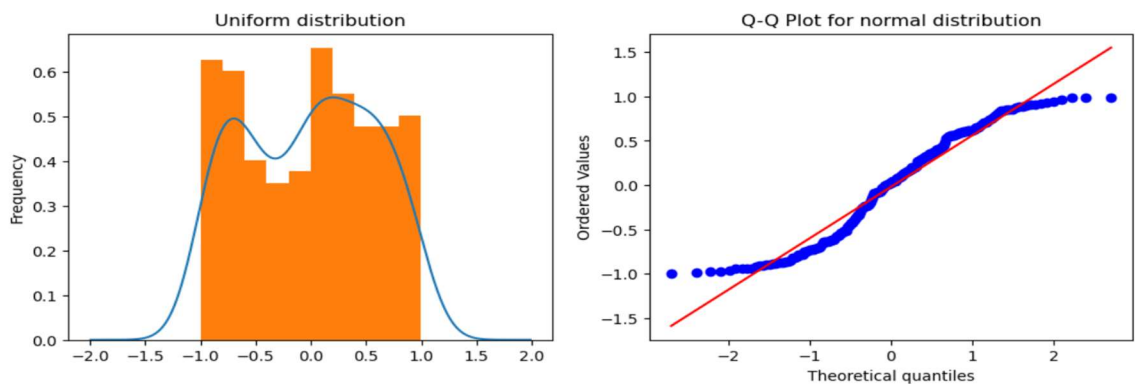 Uniform distribution
Frequency
0.6
0.5
0.4
0.3
0.2
0.1
0.0
−2.0 −1.5 −1.0 −0.5 0.0 0.5 1.0 1.5 2.0
Q-Q Plot for normal distribution
Ordered Values
1.5
1.0
0.5
0.0
−0.5
−1.0
−1.5
−2 −1 0 1 2
Theoretical quantiles